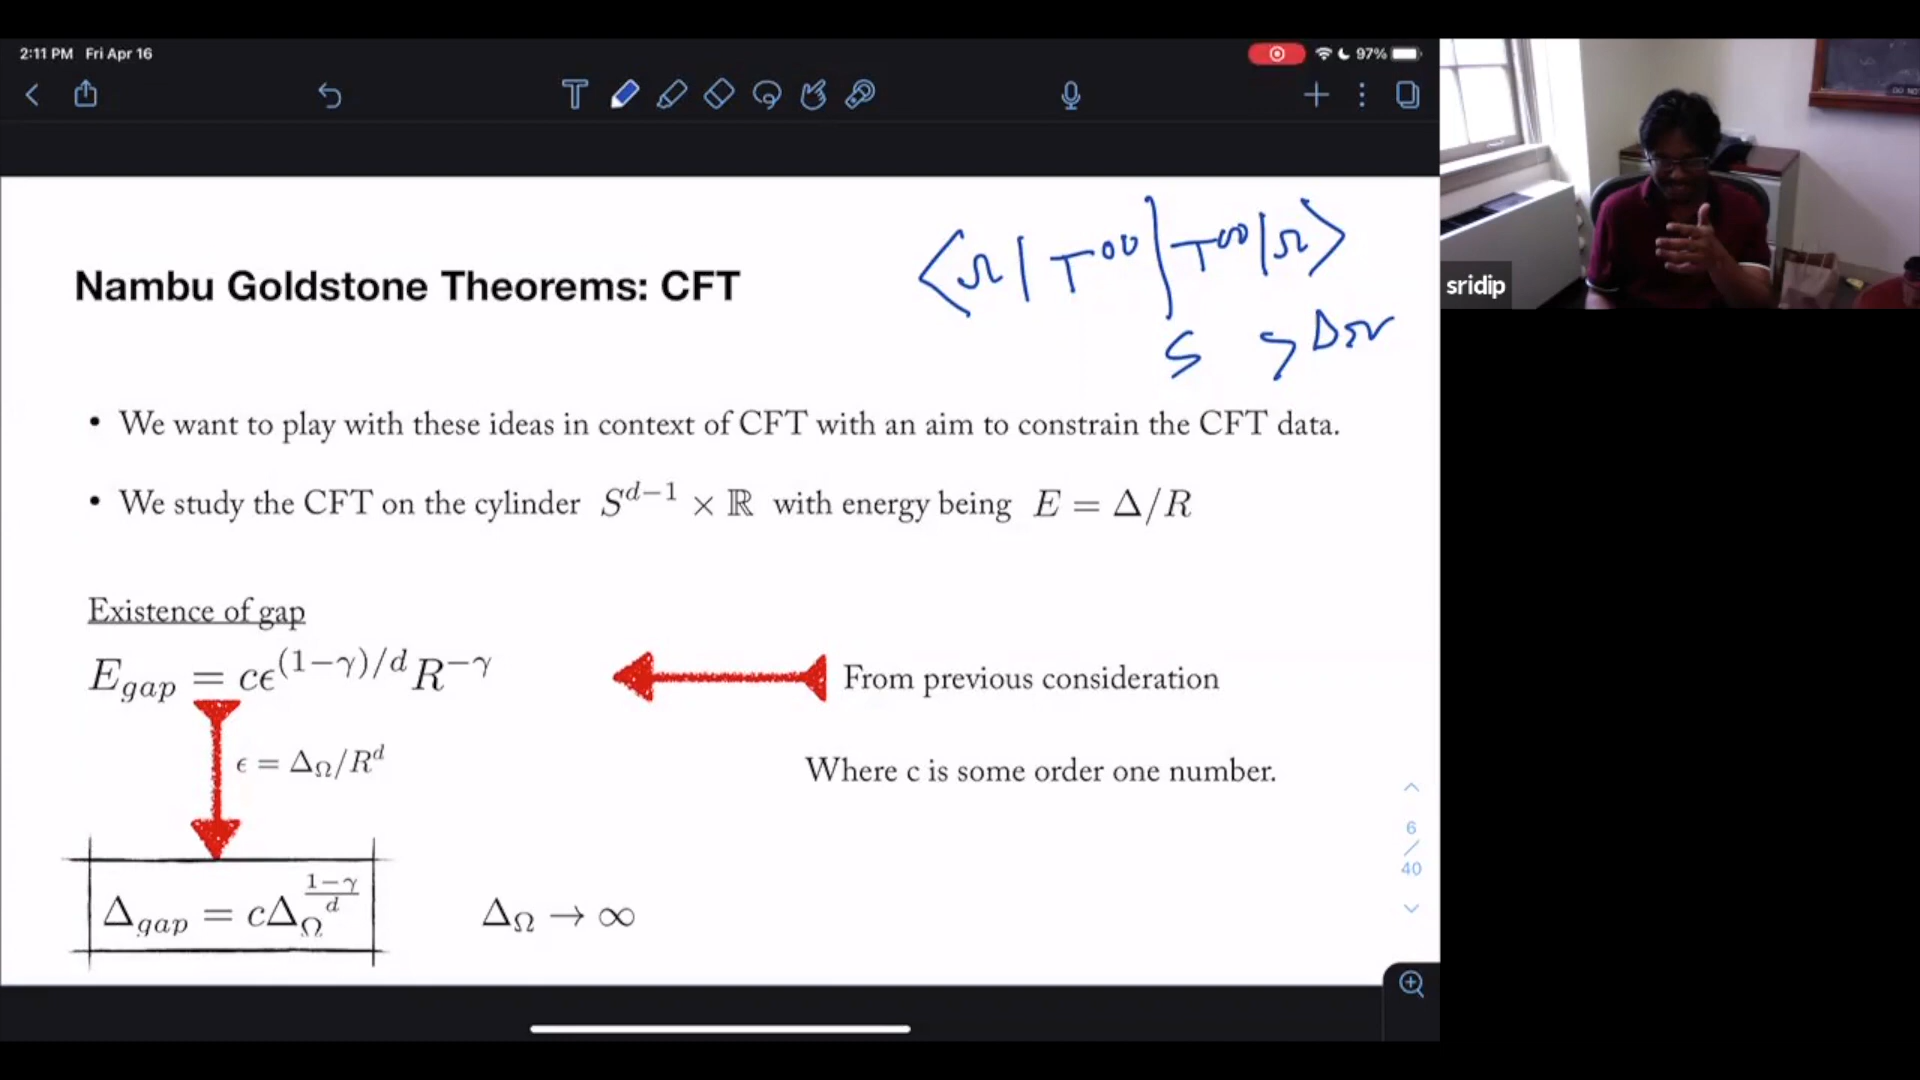 2:11 PM Fri Apr 16
97%
⟨Ω| T⁰⁰ | T⁰⁰ |Ω⟩
Nambu Goldstone Theorems: CFT
sridip
S > ΔΩ
• We want to play with these ideas in context of CFT with an aim to constrain the CFT data.
• We study the CFT on the cylinder S^{d−1} × ℝ with energy being E = Δ/R
Existence of gap
E_{gap} = cϵ^{(1−γ)/d}R^{−γ}
From previous consideration
ϵ = Δ_Ω/R^d
Where c is some order one number.
6
/
40
Δ_{gap} = cΔ_Ω^{\frac{1−γ}{d}}
Δ_Ω → ∞